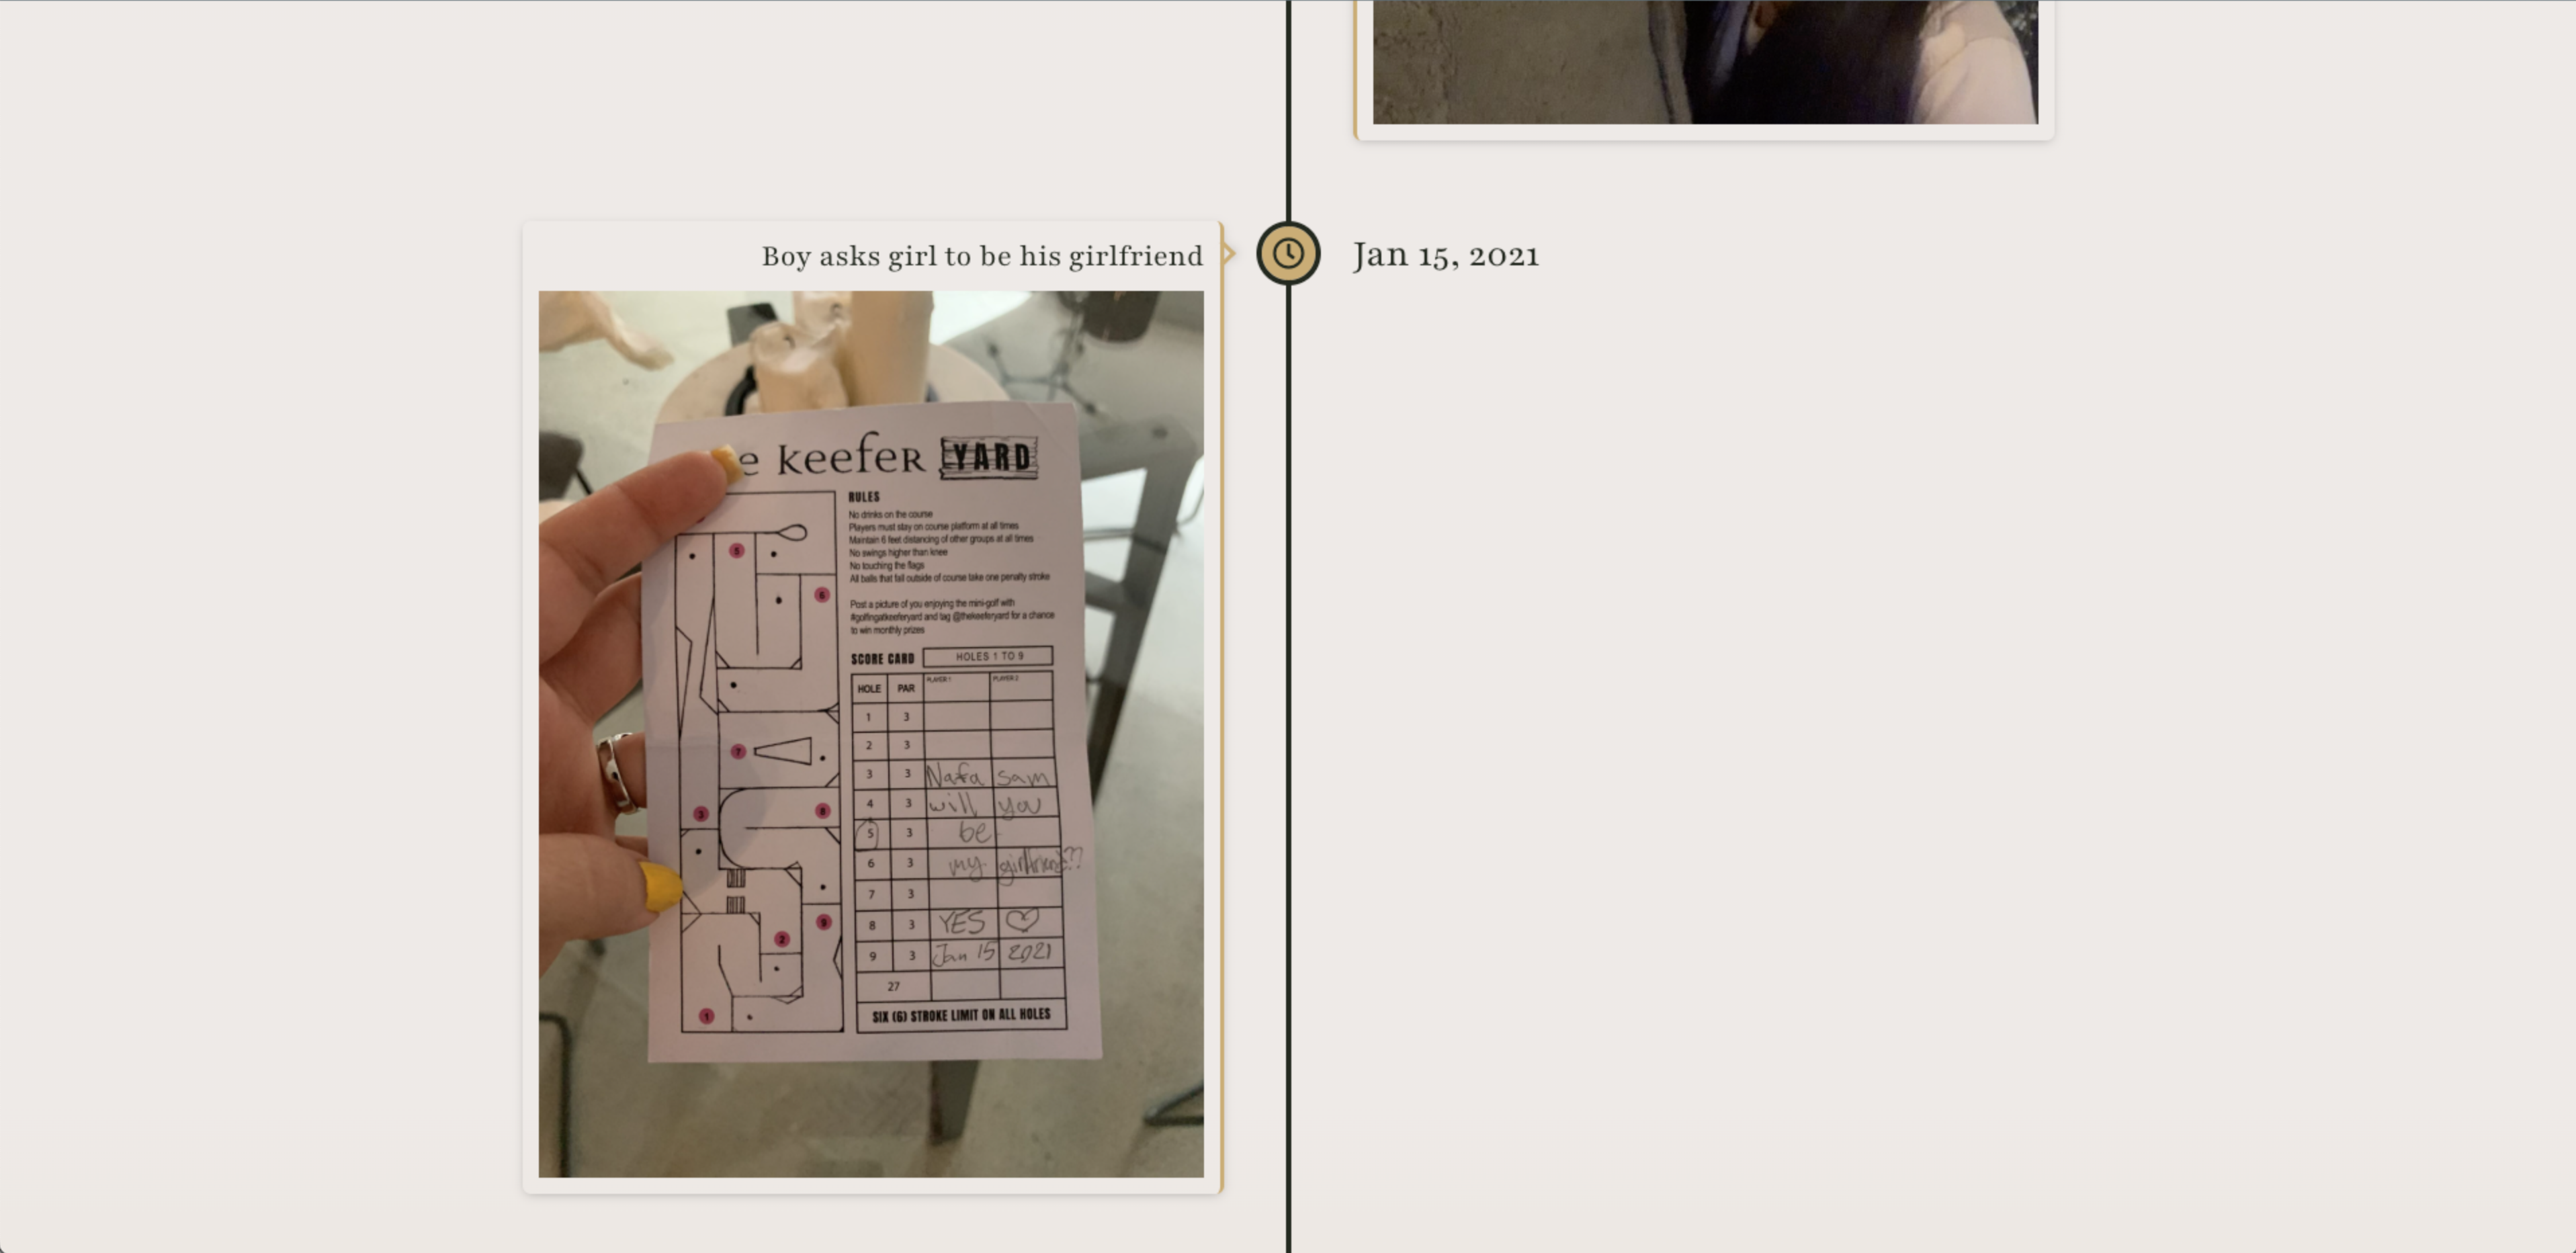 Boy asks girl to be his girlfriend
Jan 15, 2021
e keefer YARD
RULES
No drinks on the course
Players must stay on course platform at all times
Maintain 6 feet distancing of other groups at all times
No swings higher than knee
No touching the flags
All balls that fall outside of course take one penalty stroke
Post a picture of you enjoying the mini-golf with
#golfingatkeeferyard and tag @thekeeferyard for a chance
to win monthly prizes
SCORE CARD HOLES 1 TO 9
HOLE PAR PLAYER 1 PLAYER 2
1 3
2 3
3 3 Nafa sam
4 3 will you
5 3 be
6 3 my girlfriend??
7 3
8 3 YES ♡
9 3 Jan 15 2021
27
SIX (6) STROKE LIMIT ON ALL HOLES
5
6
7
3
8
9
2
1